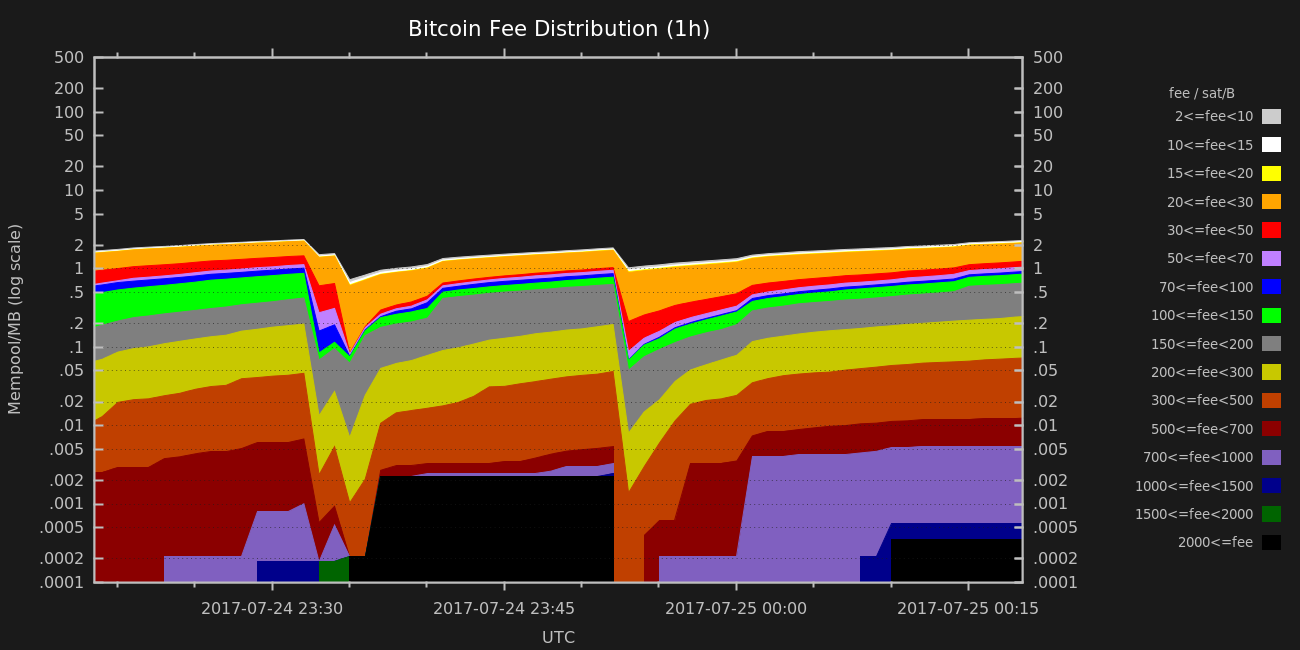 Bitcoin Fee Distribution (1h)
500 500
200 200
100 100
50 50
20 20
10 10
5 5
2 2
1 1
.5 .5
.2 .2
.1 .1
.05 .05
.02 .02
.01 .01
.005 .005
.002 .002
.001 .001
.0005 .0005
.0002 .0002
.0001 .0001
Mempool/MB (log scale)
2017-07-24 23:30 2017-07-24 23:45 2017-07-25 00:00 2017-07-25 00:15
UTC
fee / sat/B
2<=fee<10
10<=fee<15
15<=fee<20
20<=fee<30
30<=fee<50
50<=fee<70
70<=fee<100
100<=fee<150
150<=fee<200
200<=fee<300
300<=fee<500
500<=fee<700
700<=fee<1000
1000<=fee<1500
1500<=fee<2000
2000<=fee